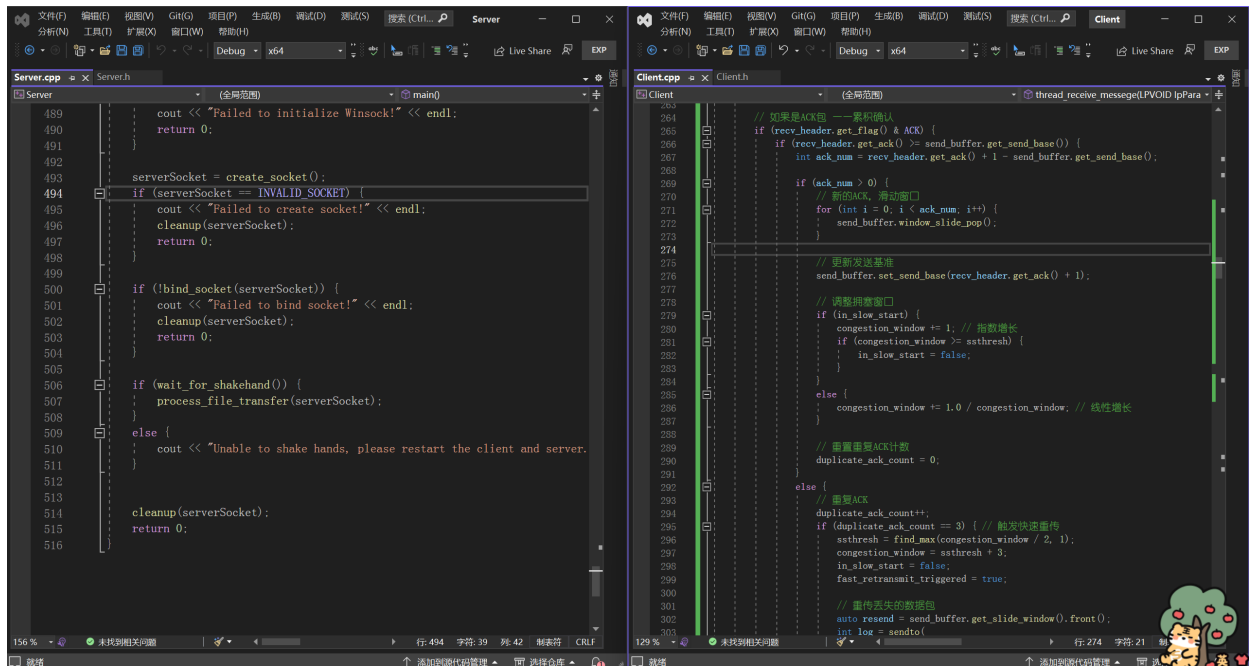 文件(F) 编辑(E) 视图(V) Git(G) 项目(P) 生成(B) 调试(D) 测试(S) 搜索 (Ctrl... Server
分析(N) 工具(T) 扩展(X) 窗口(W) 帮助(H)
Debug x64 Live Share EXP
Server.cpp Server.h
Server (全局范围) main()
489 cout << "Failed to initialize Winsock!" << endl;
490 return 0;
491 }
492
493 serverSocket = create_socket();
494 if (serverSocket == INVALID_SOCKET) {
495 cout << "Failed to create socket!" << endl;
496 cleanup(serverSocket);
497 return 0;
498 }
499
500 if (!bind_socket(serverSocket)) {
501 cout << "Failed to bind socket!" << endl;
502 cleanup(serverSocket);
503 return 0;
504 }
505
506 if (wait_for_shakehand()) {
507 process_file_transfer(serverSocket);
508 }
509 else {
510 cout << "Unable to shake hands, please restart the client and server.
511 }
512
513
514 cleanup(serverSocket);
515 return 0;
516 }
156 % 未找到相关问题 行: 494 字符: 39 列: 42 制表符 CRLF
就绪 添加到源代码管理 选择仓库
文件(F) 编辑(E) 视图(V) Git(G) 项目(P) 生成(B) 调试(D) 测试(S) 搜索 (Ctrl... Client
分析(N) 工具(T) 扩展(X) 窗口(W) 帮助(H)
Debug x64 Live Share EXP
Client.cpp Client.h
Client (全局范围) thread_receive_messege(LPVOID lpPara
263
264 // 如果是ACK包 ——累积确认
265 if (recv_header.get_flag() & ACK) {
266 if (recv_header.get_ack() >= send_buffer.get_send_base()) {
267 int ack_num = recv_header.get_ack() + 1 - send_buffer.get_send_base();
268
269 if (ack_num > 0) {
270 // 新的ACK, 滑动窗口
271 for (int i = 0; i < ack_num; i++) {
272 send_buffer.window_slide_pop();
273 }
274
275 // 更新发送基准
276 send_buffer.set_send_base(recv_header.get_ack() + 1);
277
278 // 调整拥塞窗口
279 if (in_slow_start) {
280 congestion_window += 1; // 指数增长
281 if (congestion_window >= ssthresh) {
282 in_slow_start = false;
283 }
284 }
285 else {
286 congestion_window += 1.0 / congestion_window; // 线性增长
287 }
288
289 // 重置重复ACK计数
290 duplicate_ack_count = 0;
291 }
292 else {
293 // 重复ACK
294 duplicate_ack_count++;
295 if (duplicate_ack_count == 3) { // 触发快速重传
296 ssthresh = find_max(congestion_window / 2, 1);
297 congestion_window = ssthresh + 3;
298 in_slow_start = false;
299 fast_retransmit_triggered = true;
300
301 // 重传丢失的数据包
302 auto resend = send_buffer.get_slide_window().front();
303 int log = sendto(
129 % 未找到相关问题 行: 274 字符: 21
就绪 添加到源代码管理 英